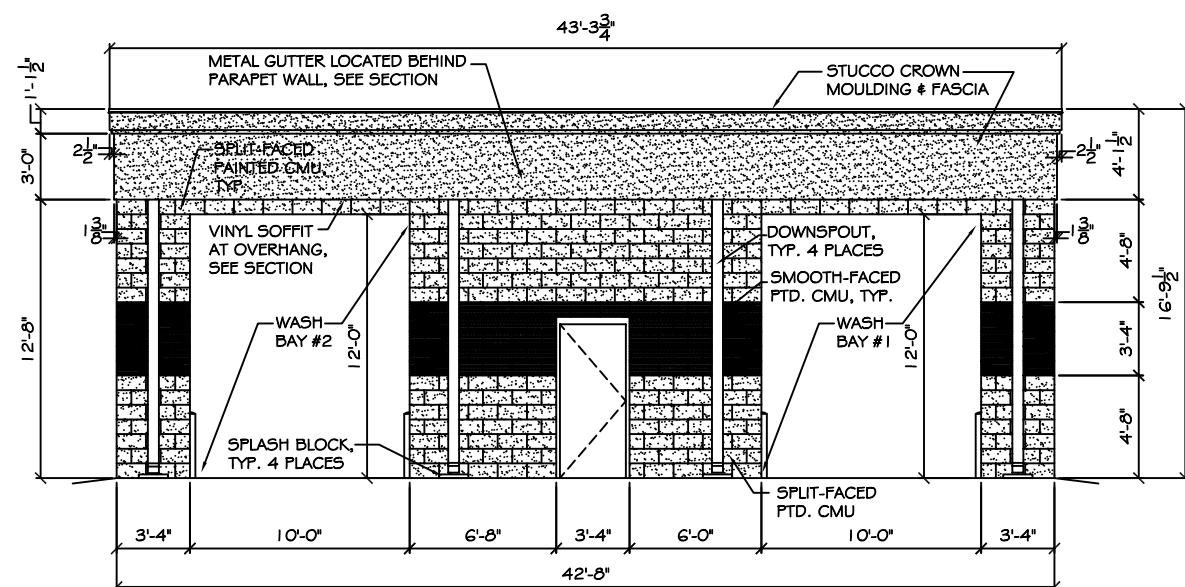 43'-3 3/4"
METAL GUTTER LOCATED BEHIND
PARAPET WALL, SEE SECTION
STUCCO CROWN
MOULDING & FASCIA
1'-1 1/2"
2 1/2"
3'-0"
SPLIT-FACED
PAINTED CMU,
TYP.
2 1/2"
4'-1 1/2"
1 3/8"
VINYL SOFFIT
AT OVERHANG,
SEE SECTION
DOWNSPOUT,
TYP. 4 PLACES
1 3/8"
4'-8"
16'-9 1/2"
SMOOTH-FACED
PTD. CMU, TYP.
12'-8"
WASH
BAY #2
12'-0"
WASH
BAY #1
12'-0"
3'-4"
SPLASH BLOCK,
TYP. 4 PLACES
4'-8"
SPLIT-FACED
PTD. CMU
3'-4"
10'-0"
6'-8"
3'-4"
6'-0"
10'-0"
3'-4"
42'-8"